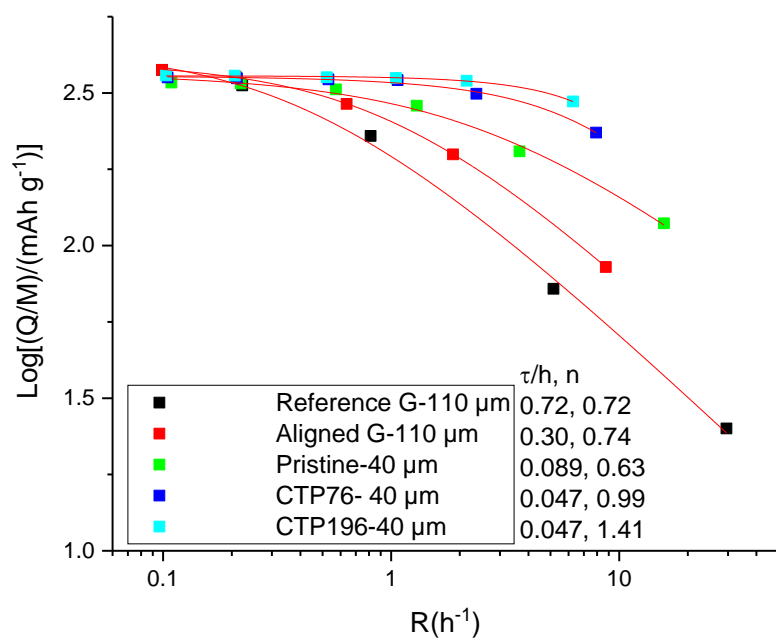 Log[(Q/M)/(mAh g⁻¹)]
2.5
2.0
1.5
1.0
τ/h, n
Reference G-110 μm 0.72, 0.72
Aligned G-110 μm 0.30, 0.74
Pristine-40 μm 0.089, 0.63
CTP76- 40 μm 0.047, 0.99
CTP196-40 μm 0.047, 1.41
0.1 1 10
R(h⁻¹)